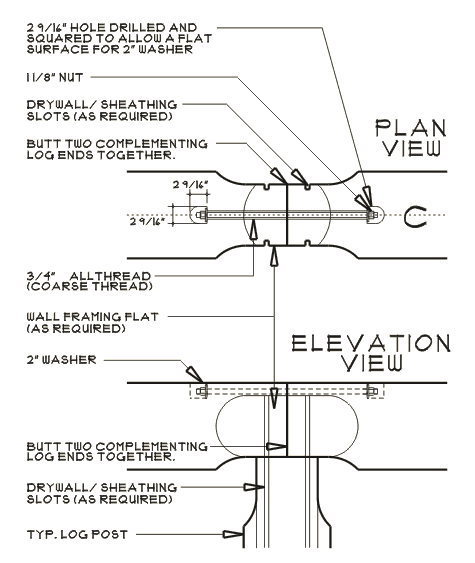 2 9/16" HOLE DRILLED AND
SQUARED TO ALLOW A FLAT
SURFACE FOR 2" WASHER
1 1/8" NUT
DRYWALL/ SHEATHING
SLOTS (AS REQUIRED)
BUTT TWO COMPLEMENTING
LOG ENDS TOGETHER.
PLAN
VIEW
2 9/16"
2 9/16"
C
3/4" ALLTHREAD
(COARSE THREAD)
WALL FRAMING FLAT
(AS REQUIRED)
ELEVATION
VIEW
2" WASHER
BUTT TWO COMPLEMENTING
LOG ENDS TOGETHER.
DRYWALL/ SHEATHING
SLOTS (AS REQUIRED)
TYP. LOG POST